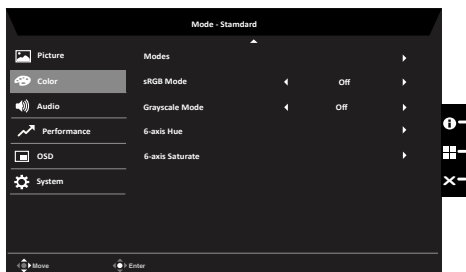 Mode - Stamdard
Picture
Modes
Color
sRGB Mode
Off
Audio
Grayscale Mode
Off
Performance
6-axis Hue
OSD
6-axis Saturate
System
Move
Enter